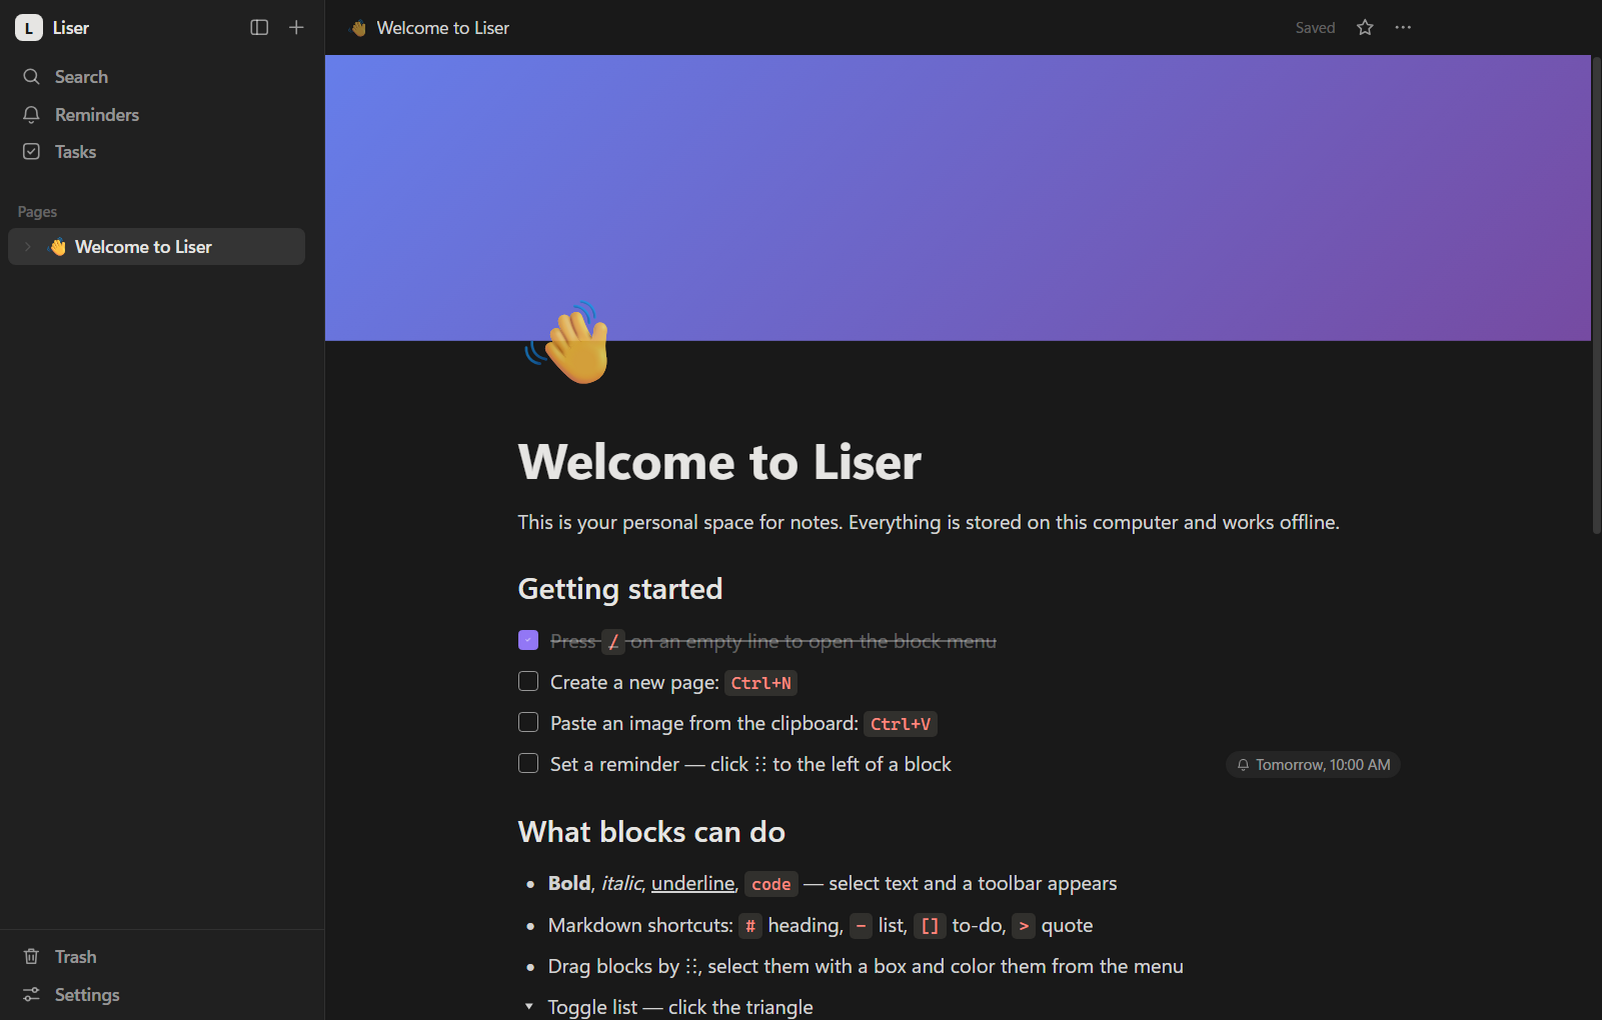 L Liser
Search
Reminders
Tasks
Pages
👋 Welcome to Liser
Trash
Settings
👋 Welcome to Liser
Saved
Welcome to Liser
This is your personal space for notes. Everything is stored on this computer and works offline.
Getting started
Press / on an empty line to open the block menu
Create a new page: Ctrl+N
Paste an image from the clipboard: Ctrl+V
Set a reminder — click ⠿ to the left of a block
Tomorrow, 10:00 AM
What blocks can do
• Bold, italic, underline, code — select text and a toolbar appears
• Markdown shortcuts: # heading, - list, [] to-do, > quote
• Drag blocks by ⠿, select them with a box and color them from the menu
▾ Toggle list — click the triangle